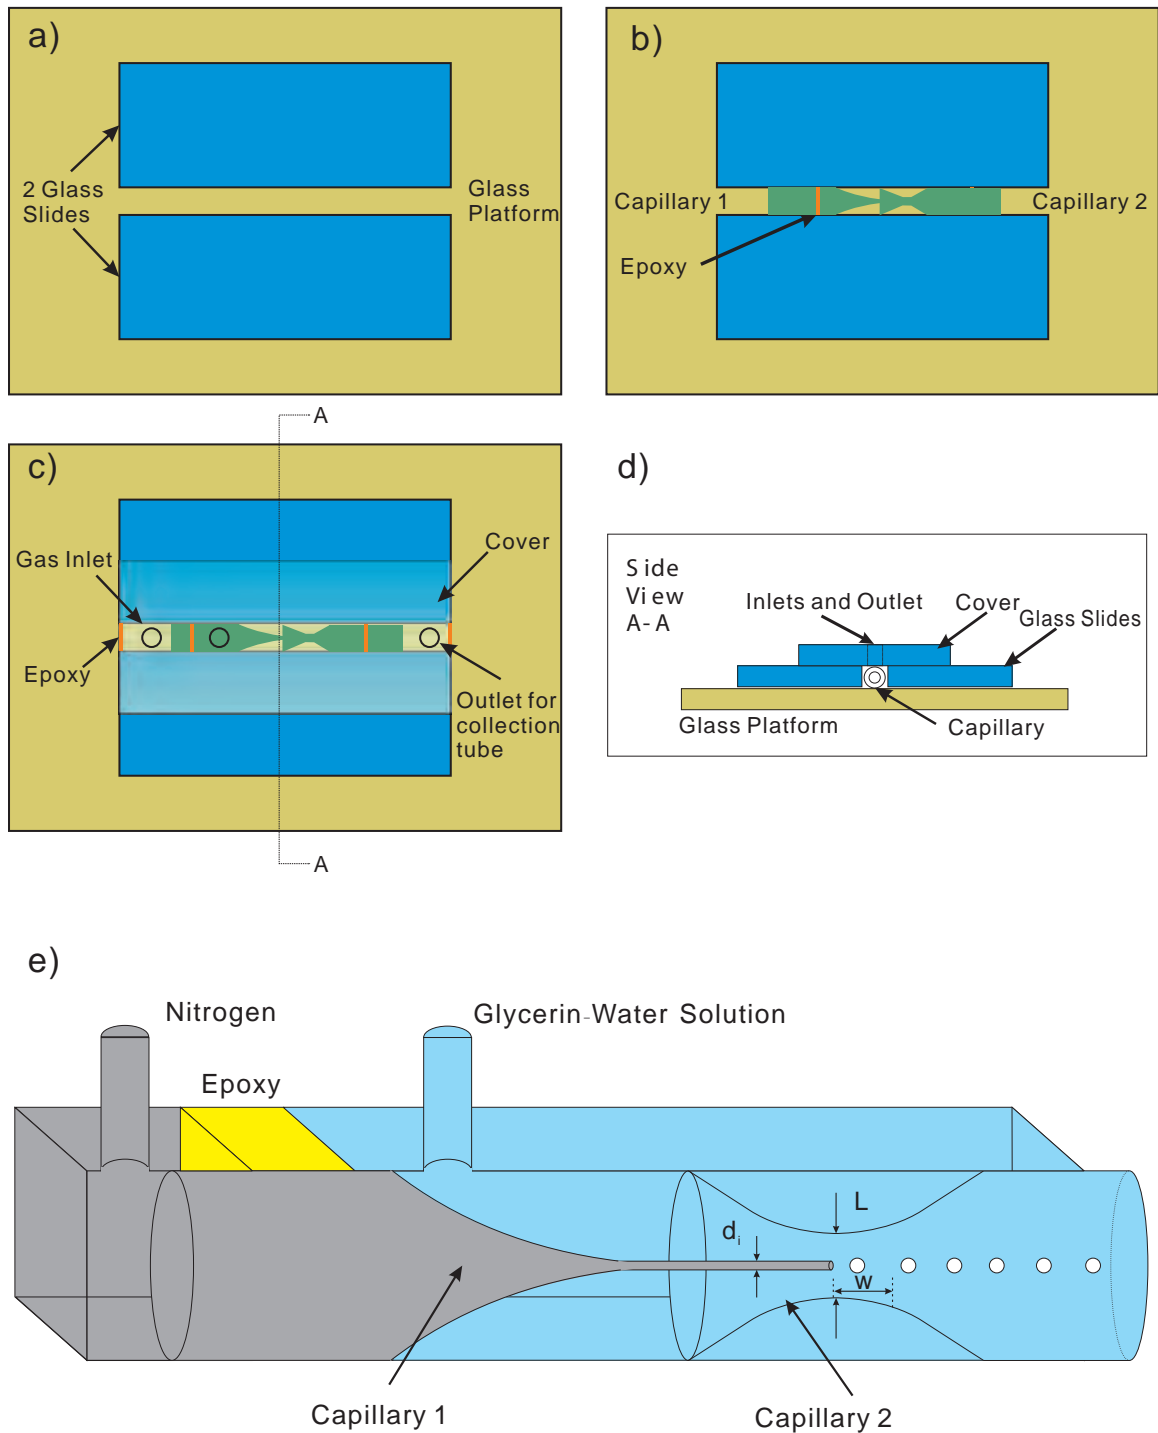 a)
2 Glass
Slides
Glass
Platform
b)
Capillary 1
Capillary 2
Epoxy
A
c)
Gas Inlet
Cover
Epoxy
Outlet for
collection
tube
A
d)
Side
View
A-A
Inlets and Outlet
Cover
Glass Slides
Glass Platform
Capillary
e)
Nitrogen
Glycerin-Water Solution
Epoxy
L
di
w
Capillary 1
Capillary 2